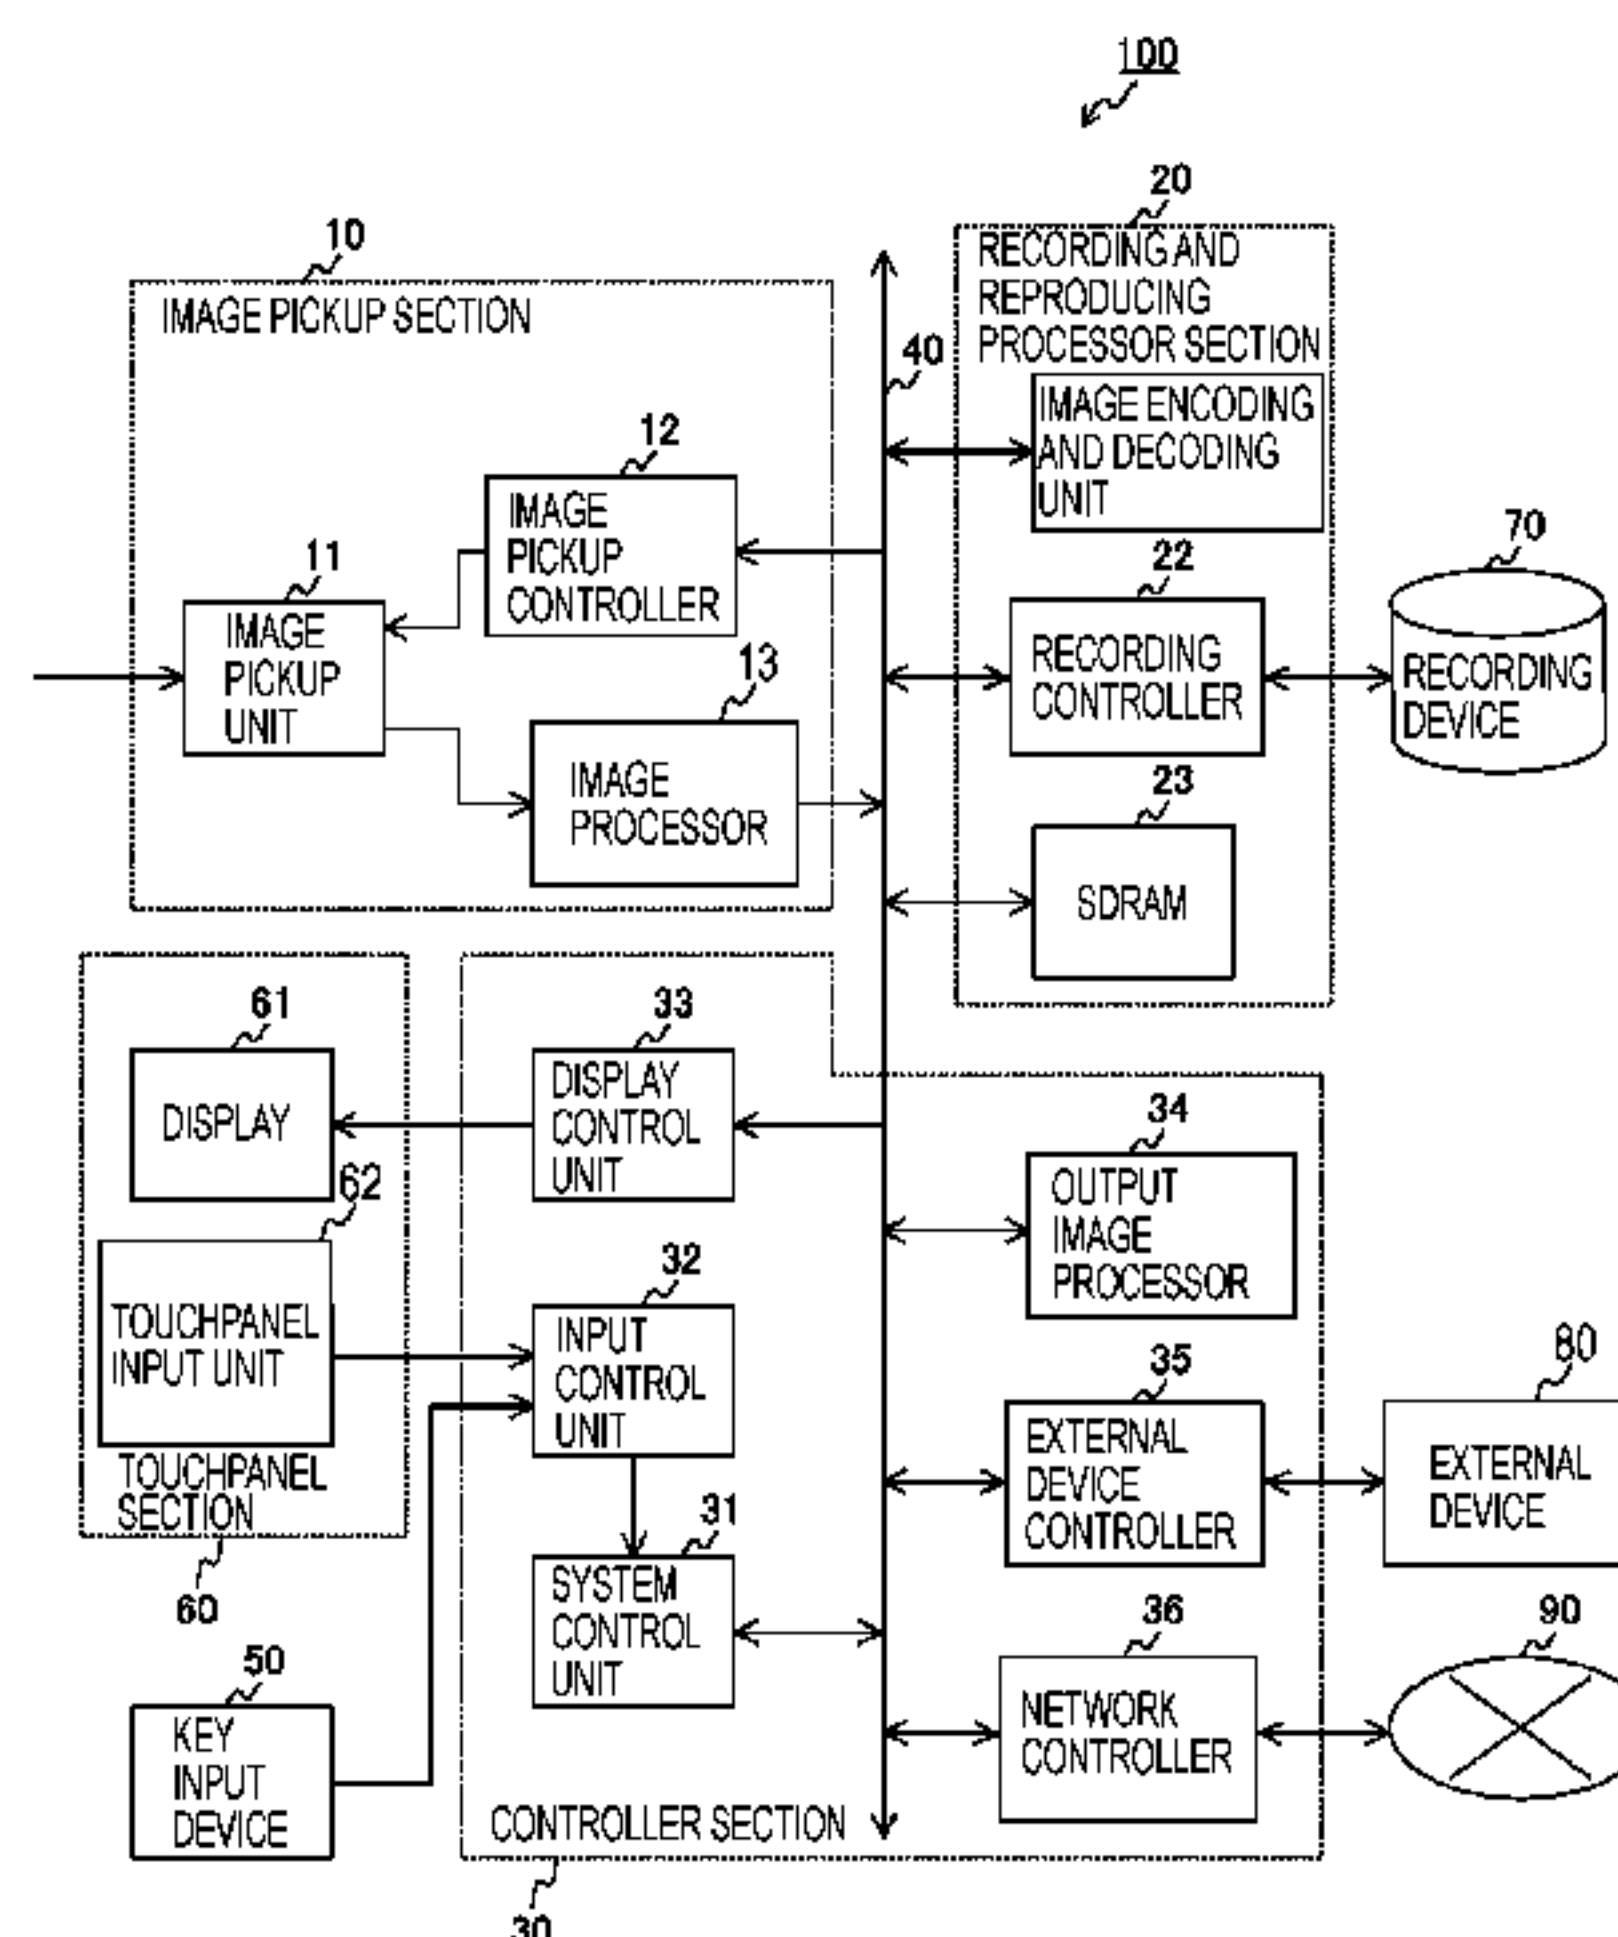 100
20
10
RECORDING AND
REPRODUCING
PROCESSOR SECTION
IMAGE PICKUP SECTION
40
IMAGE ENCODING
AND DECODING
UNIT
12
IMAGE
PICKUP
CONTROLLER
11
IMAGE
PICKUP
UNIT
22
RECORDING
CONTROLLER
70
RECORDING
DEVICE
13
IMAGE
PROCESSOR
23
SDRAM
61
DISPLAY
33
DISPLAY
CONTROL
UNIT
34
OUTPUT
IMAGE
PROCESSOR
62
TOUCHPANEL
INPUT UNIT
TOUCHPANEL
SECTION
60
32
INPUT
CONTROL
UNIT
35
EXTERNAL
DEVICE
CONTROLLER
80
EXTERNAL
DEVICE
31
SYSTEM
CONTROL
UNIT
36
NETWORK
CONTROLLER
90
50
KEY
INPUT
DEVICE
CONTROLLER SECTION
30